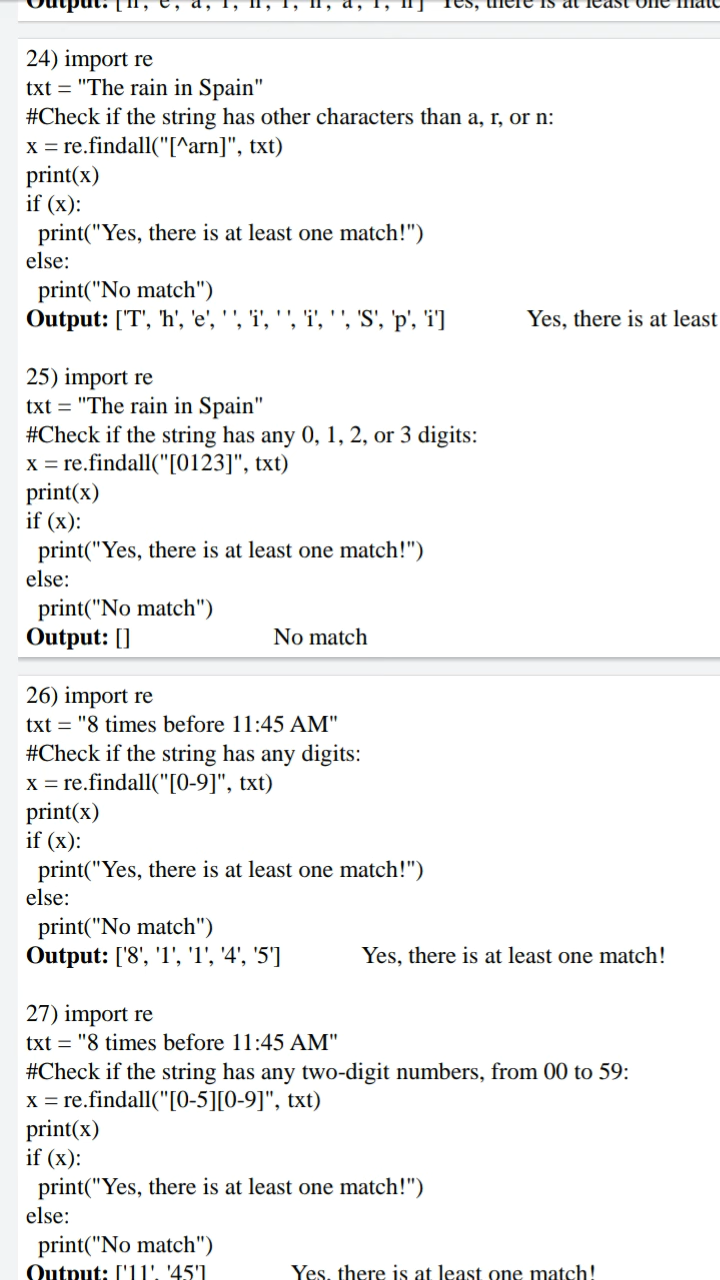 Output: ['h', 'e', 'a', 'i', 'n', 'i', 'n', 'a', 'i', 'n'] Yes, there is at least one matc
24) import re
txt = "The rain in Spain"
#Check if the string has other characters than a, r, or n:
x = re.findall("[^arn]", txt)
print(x)
if (x):
print("Yes, there is at least one match!")
else:
print("No match")
Output: ['T', 'h', 'e', ' ', 'i', ' ', 'i', ' ', 'S', 'p', 'i'] Yes, there is at least
25) import re
txt = "The rain in Spain"
#Check if the string has any 0, 1, 2, or 3 digits:
x = re.findall("[0123]", txt)
print(x)
if (x):
print("Yes, there is at least one match!")
else:
print("No match")
Output: [] No match
26) import re
txt = "8 times before 11:45 AM"
#Check if the string has any digits:
x = re.findall("[0-9]", txt)
print(x)
if (x):
print("Yes, there is at least one match!")
else:
print("No match")
Output: ['8', '1', '1', '4', '5'] Yes, there is at least one match!
27) import re
txt = "8 times before 11:45 AM"
#Check if the string has any two-digit numbers, from 00 to 59:
x = re.findall("[0-5][0-9]", txt)
print(x)
if (x):
print("Yes, there is at least one match!")
else:
print("No match")
Output: ['11', '45'] Yes, there is at least one match!